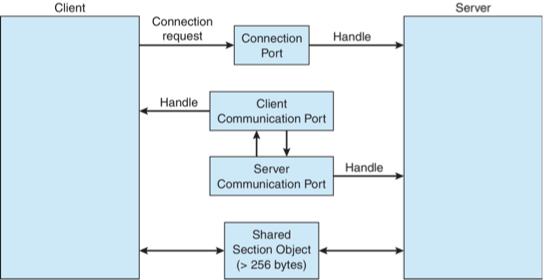 Client
Server
Connection
request
Connection
Port
Handle
Handle
Client
Communication Port
Server
Communication Port
Handle
Shared
Section Object
(> 256 bytes)